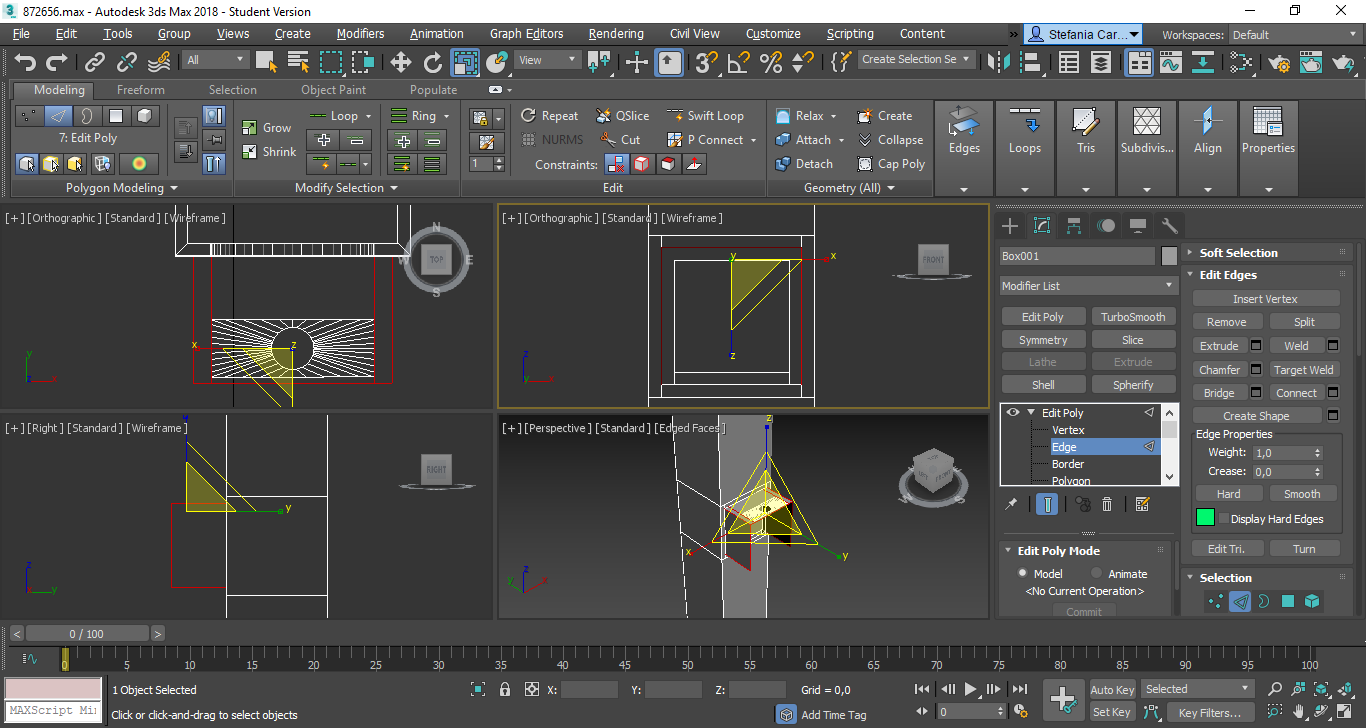 872656.max - Autodesk 3ds Max 2018 - Student Version
File Edit Tools Group Views Create Modifiers Animation Graph Editors Rendering Civil View Customize Scripting Content » Stefania Car... Workspaces: Default
All View Create Selection Se
Modeling Freeform Selection Object Paint Populate
7: Edit Poly
Polygon Modeling
Grow
Shrink
Loop
Ring
Modify Selection
1
Repeat QSlice Swift Loop
NURMS Cut P Connect
Constraints:
Edit
Relax Create
Attach Collapse
Detach Cap Poly
Geometry (All)
Edges Loops Tris Subdivis... Align Properties
[+] [Orthographic] [Standard] [Wireframe]
N
W TOP E
S
x z
y
z x
[+] [Orthographic] [Standard] [Wireframe]
FRONT
y x
z
z
y x
[+] [Right] [Standard] [Wireframe]
RIGHT
y
z
y
[+] [Perspective] [Standard] [Edged Faces]
z
x y
z
y x
W S
Box001
Modifier List
Edit Poly TurboSmooth
Symmetry Slice
Lathe Extrude
Shell Spherify
Edit Poly
Vertex
Edge
Border
Polygon
Edit Poly Mode
Model Animate
<No Current Operation>
Commit
Soft Selection
Edit Edges
Insert Vertex
Remove Split
Extrude Weld
Chamfer Target Weld
Bridge Connect
Create Shape
Edge Properties
Weight: 1,0
Crease: 0,0
Hard Smooth
Display Hard Edges
Edit Tri. Turn
Selection
< 0 / 100 >
0 5 10 15 20 25 30 35 40 45 50 55 60 65 70 75 80 85 90 95 100
1 Object Selected X: Y: Z: Grid = 0,0 Auto Key Selected
MAXScript Mi
Click or click-and-drag to select objects Add Time Tag 0 Set Key Key Filters...